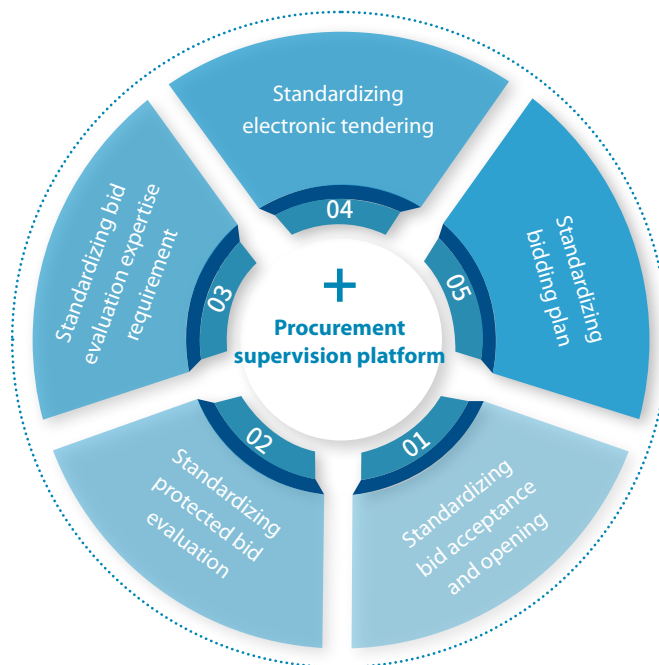 Standardizing
electronic tendering
04
Standardizing bid
evaluation expertise
requirement
03
Standardizing
bidding plan
05
+
Procurement
supervision platform
02
Standardizing
protected bid
evaluation
01
Standardizing
bid acceptance
and opening